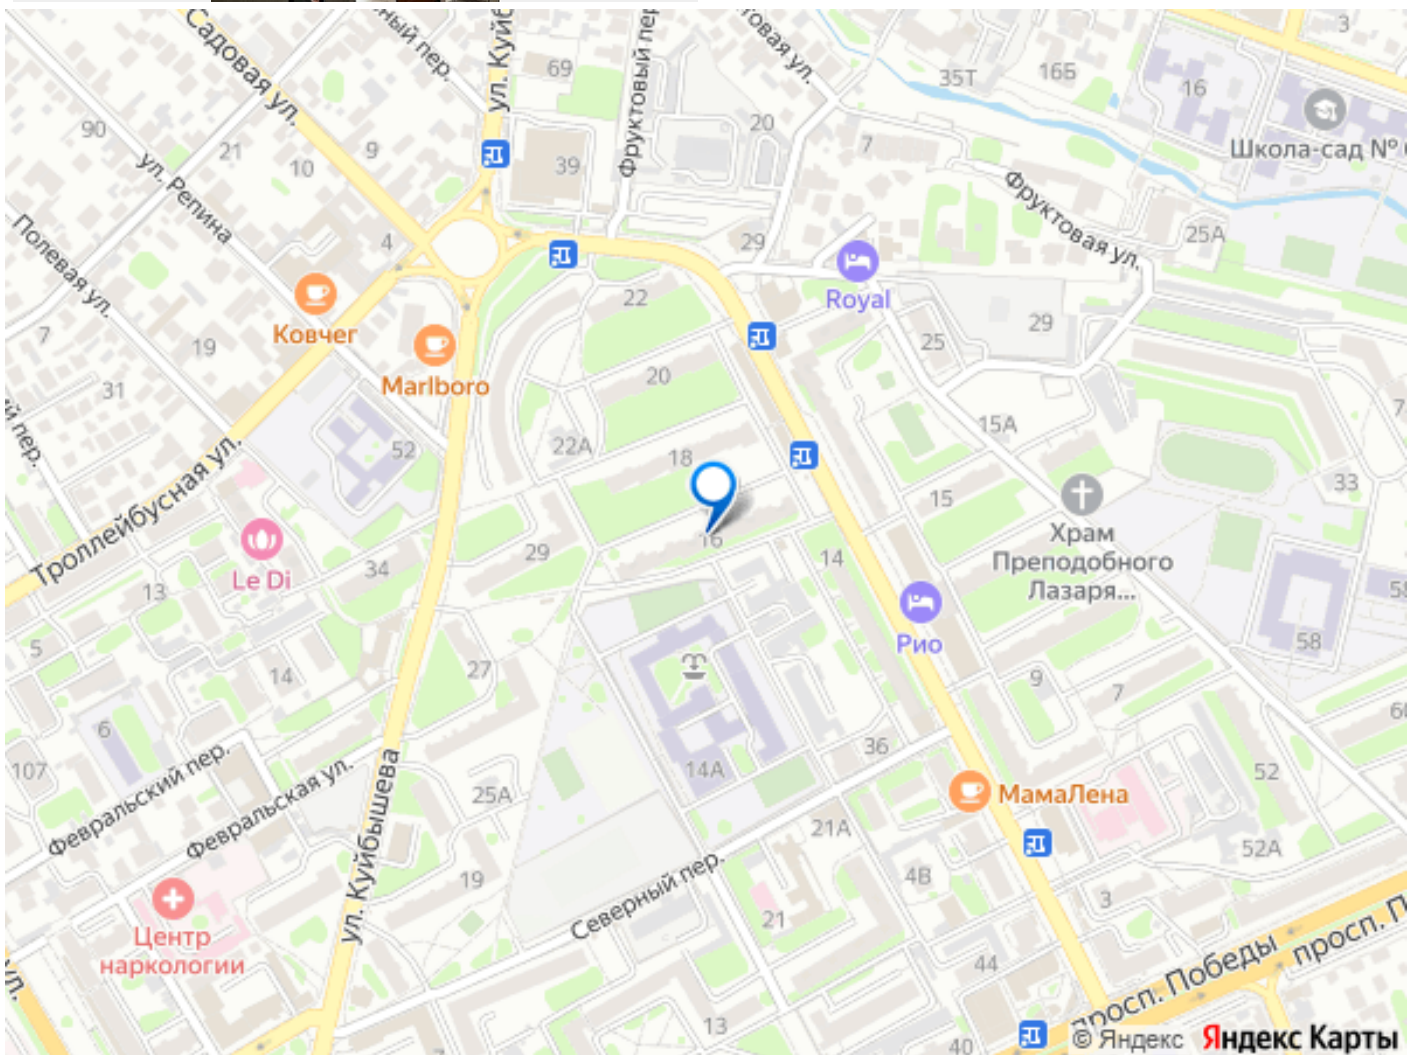 Садовая ул.
ный пер.
ул. Куйб
69
Фруктовый пер.
товая ул.
35Т
16Б
3
16
Школа-сад №
90
21
10
9
39
20
7
ул. Репина
Фруктовая ул.
25А
Полевая ул.
4
29
22
Royal
Ковчег
7
19
Marlboro
29
25
31
20
15А
7
й пер.
52
22А
18
15
33
Троллейбусная ул.
Храм
Преподобного
Лазаря...
16
14
29
34
Le Di
13
5
58
58
Рио
14
27
9
7
6
60
Февральский пер.
107
36
52
14А
Февральская ул.
25А
МамаЛена
21А
52А
ул. Куйбышева
19
4В
3
Северный пер.
21
Центр
наркологии
44
просп. Победы
просп. П
ул.
13
40
© Яндекс Яндекс Карты